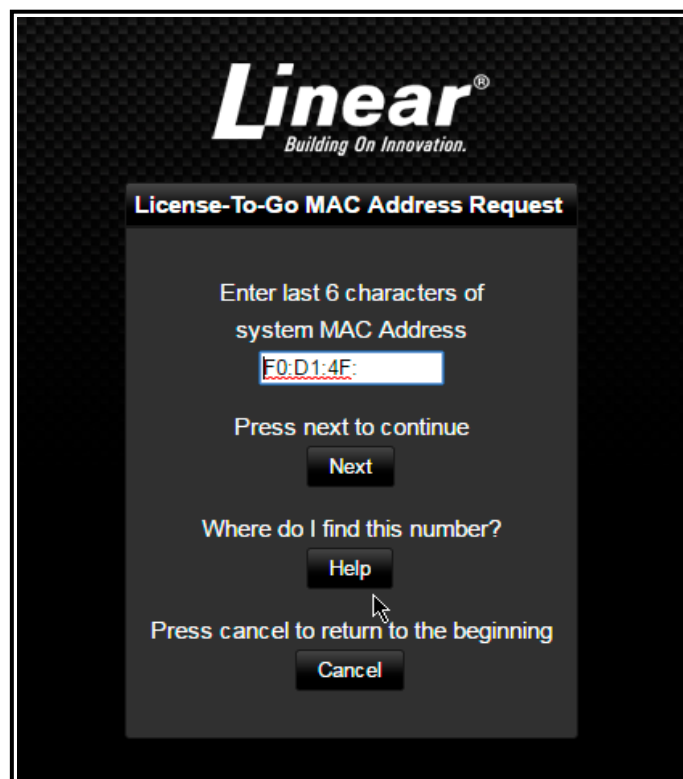 Linear®
Building On Innovation.
License-To-Go MAC Address Request
Enter last 6 characters of
system MAC Address
F0:D1:4F:
Press next to continue
Next
Where do I find this number?
Help
Press cancel to return to the beginning
Cancel